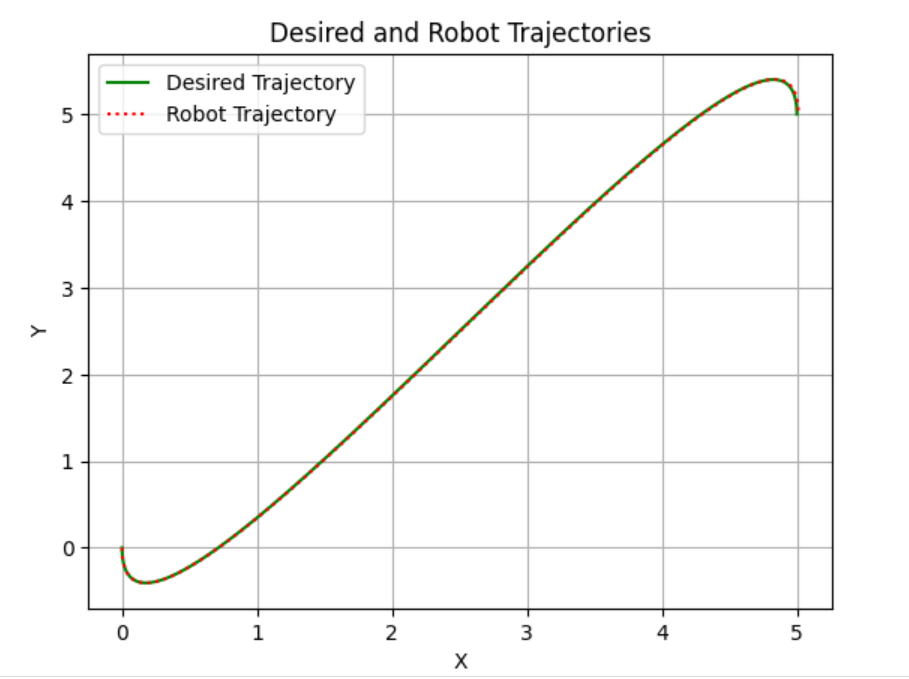 Desired and Robot Trajectories
Desired Trajectory
Robot Trajectory
5
4
3
2
1
0
Y
0 1 2 3 4 5
X